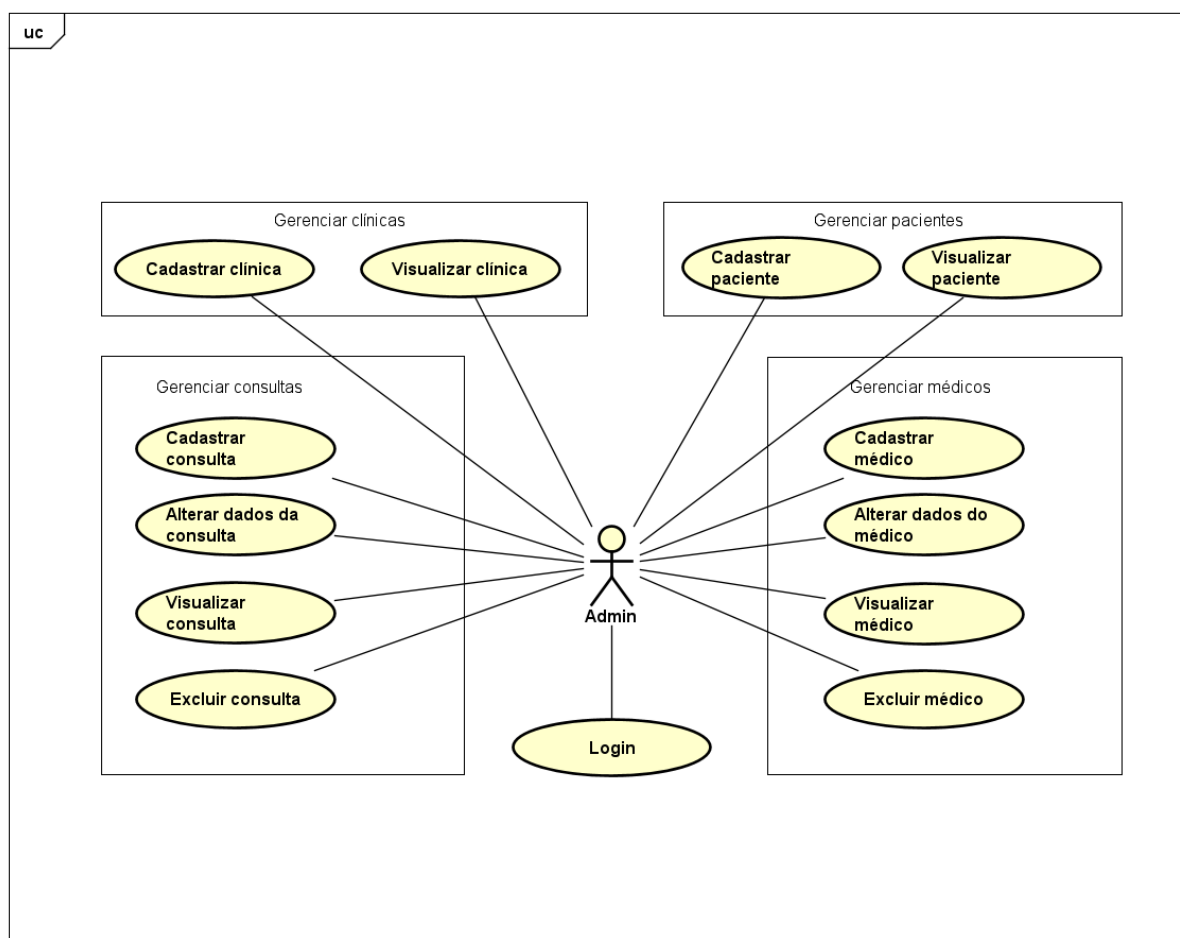 uc
Gerenciar clínicas
Cadastrar clínica
Visualizar clínica
Gerenciar pacientes
Cadastrar
paciente
Visualizar
paciente
Gerenciar consultas
Cadastrar
consulta
Alterar dados da
consulta
Visualizar
consulta
Excluir consulta
Gerenciar médicos
Cadastrar
médico
Alterar dados do
médico
Visualizar
médico
Excluir médico
Admin
Login